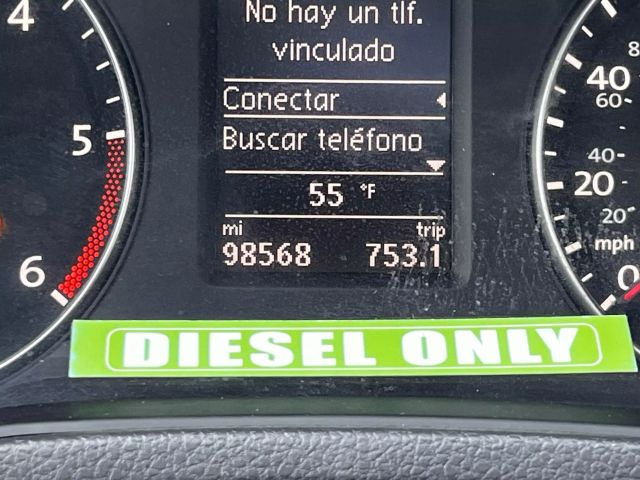 No hay un tlf.
vinculado
Conectar
Buscar teléfono
55 °F
mi trip
98568 753.1
4
5
6
8
40
60
40
20
20
mph
0
DIESEL ONLY